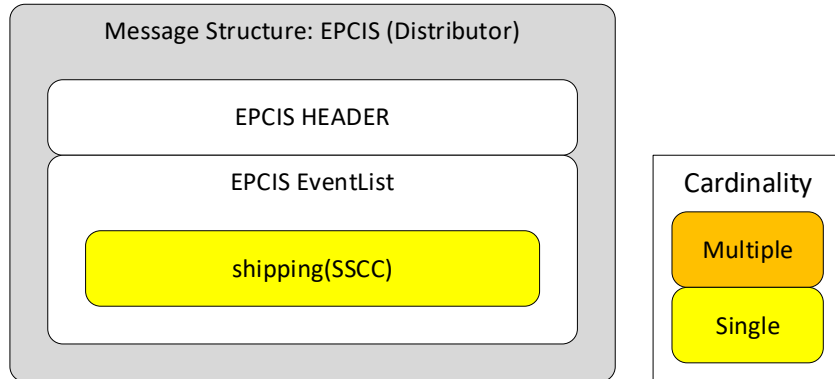 Message Structure: EPCIS (Distributor)
EPCIS HEADER
EPCIS EventList
shipping(SSCC)
Cardinality
Multiple
Single